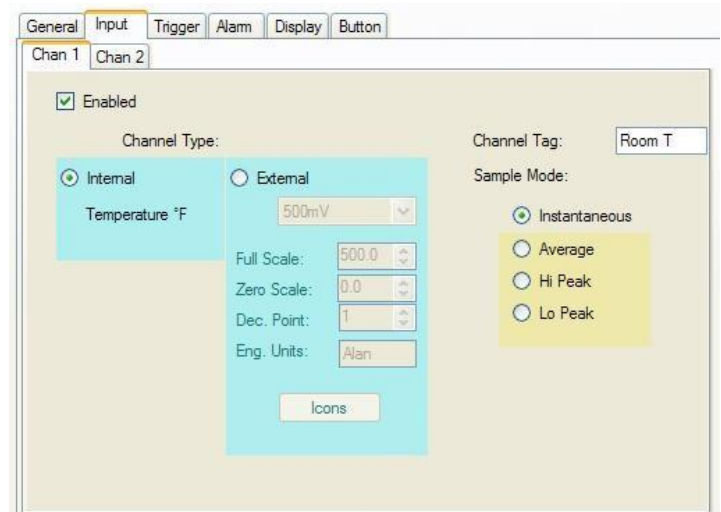 General Input Trigger Alarm Display Button
Chan 1 Chan 2
Enabled
Channel Type:
Channel Tag: Room T
Internal
External
Sample Mode:
Temperature °F
500mV
Instantaneous
Full Scale: 500.0
Average
Zero Scale: 0.0
Hi Peak
Dec. Point: 1
Lo Peak
Eng. Units: Alan
Icons